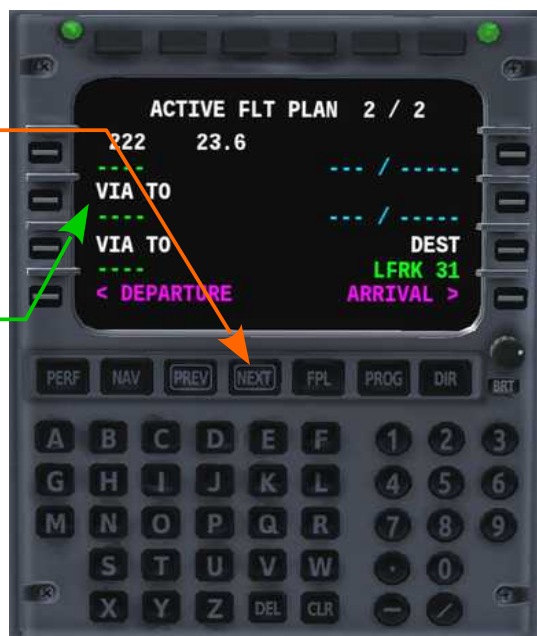 ACTIVE FLT PLAN 2 / 2
222 23.6
---- --- / -----
VIA TO
---- --- / -----
VIA TO DEST
---- LFRK 31
< DEPARTURE ARRIVAL >
PERF NAV PREV NEXT FPL PROG DIR BRT
A B C D E F 1 2 3
G H I J K L 4 5 6
M N O P Q R 7 8 9
S T U V W . 0
X Y Z DEL CLR - /